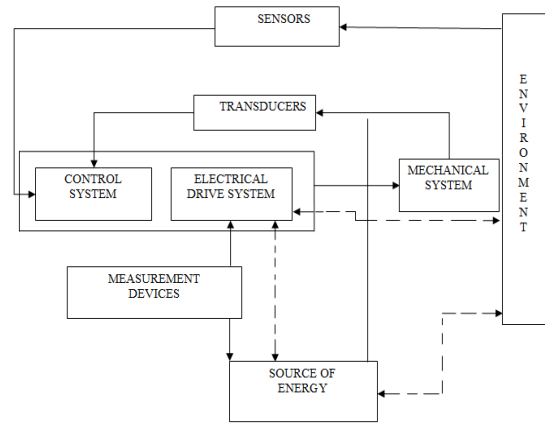 SENSORS
TRANSDUCERS
CONTROL
SYSTEM
ELECTRICAL
DRIVE SYSTEM
MECHANICAL
SYSTEM
MEASUREMENT
DEVICES
SOURCE OF
ENERGY
E
N
V
I
R
O
N
M
E
N
T